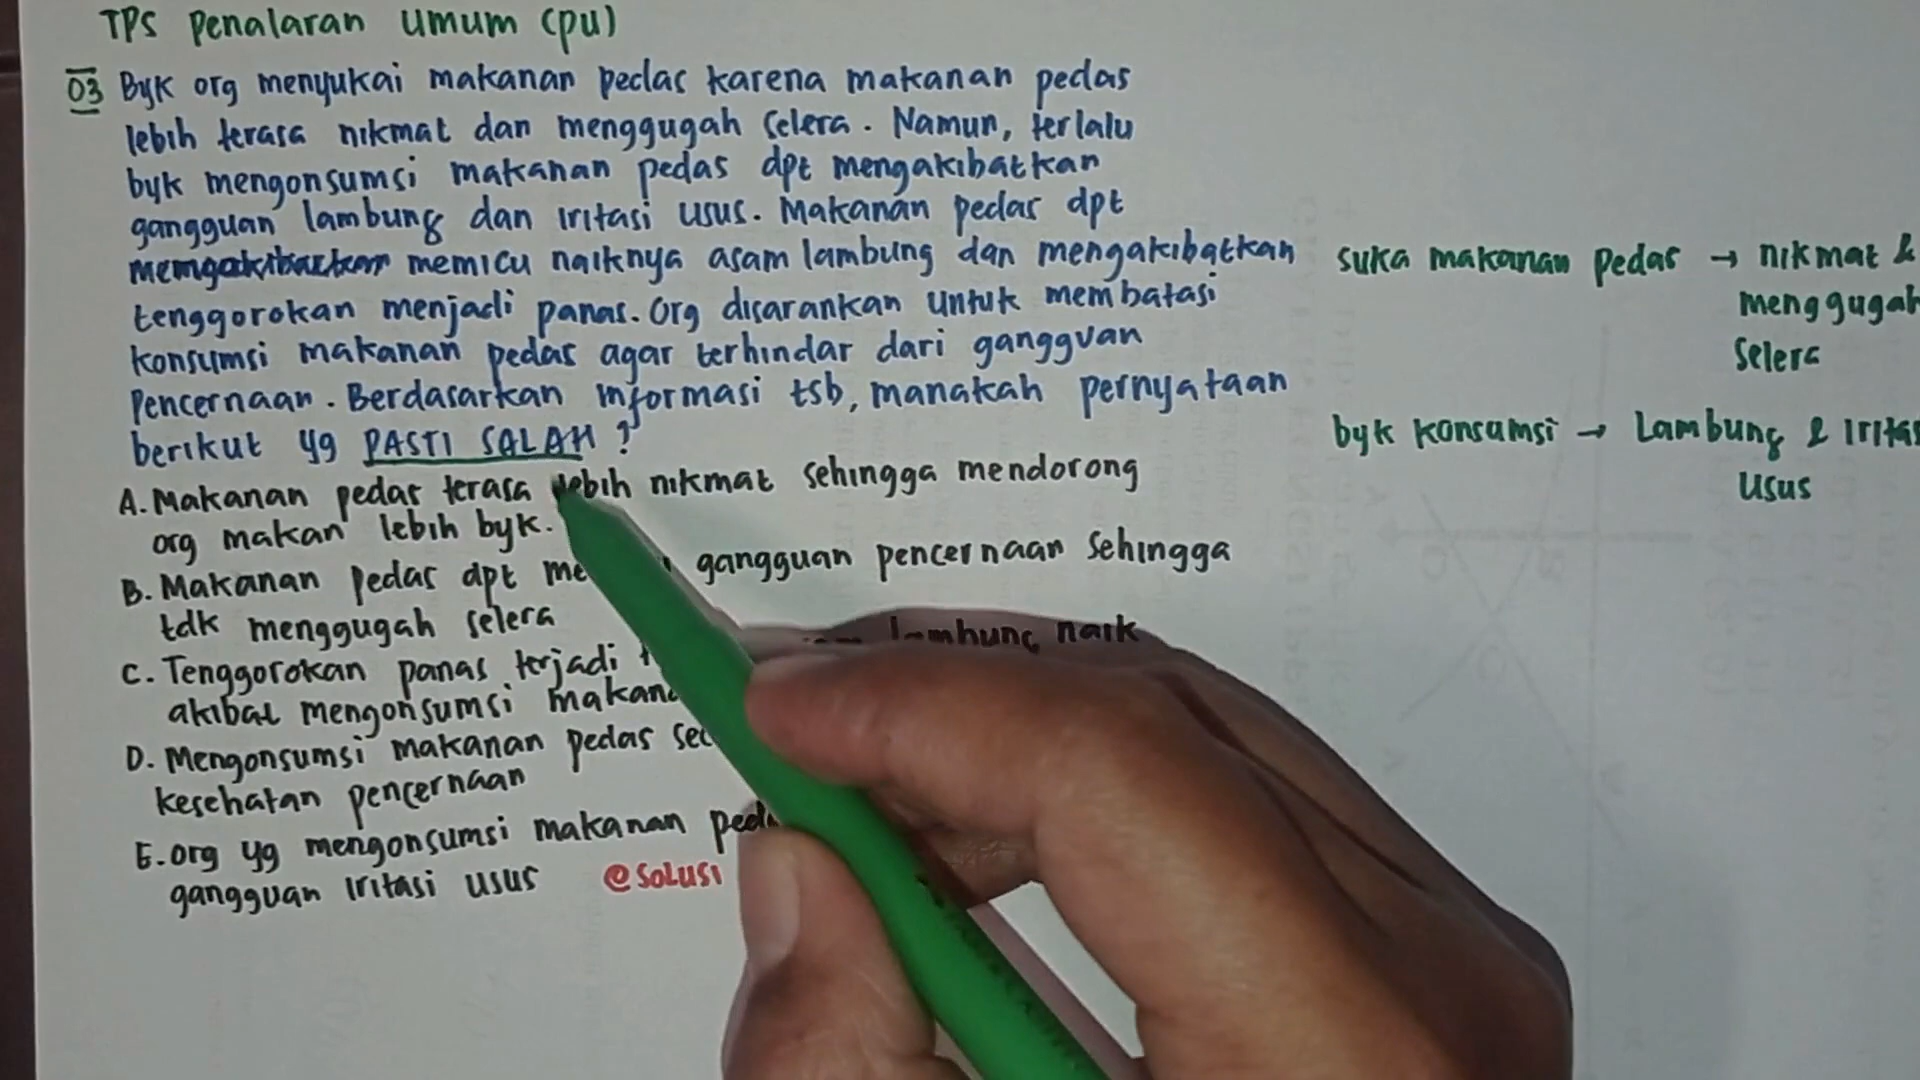 TPS Penalaran Umum (PU)
03 Byk org menyukai makanan pedas karena makanan pedas
lebih terasa nikmat dan menggugah selera. Namun, terlalu
byk mengonsumsi makanan pedas dpt mengakibatkan
gangguan lambung dan iritasi usus. Makanan pedas dpt
memicu naiknya asam lambung dan mengakibatkan
tenggorokan menjadi panas. Org disarankan untuk membatasi
konsumsi makanan pedas agar terhindar dari gangguan
Pencernaan. Berdasarkan informasi tsb, manakah pernyataan
berikut yg PASTI SALAH?
A. Makanan pedas terasa lebih nikmat sehingga mendorong
org makan lebih byk.
B. Makanan pedas dpt gangguan pencernaan sehingga
tdk menggugah selera
C. Tenggorokan panas terjadi lambung naik
akibat mengonsumsi
D. Mengonsumsi makanan pedas
kesehatan pencernaan
E. org yg mengonsumsi makanan
gangguan iritasi usus @SOLUSI
suka makanan pedas → nikmat &
menggugah
selera
byk konsumsi → Lambung &
usus